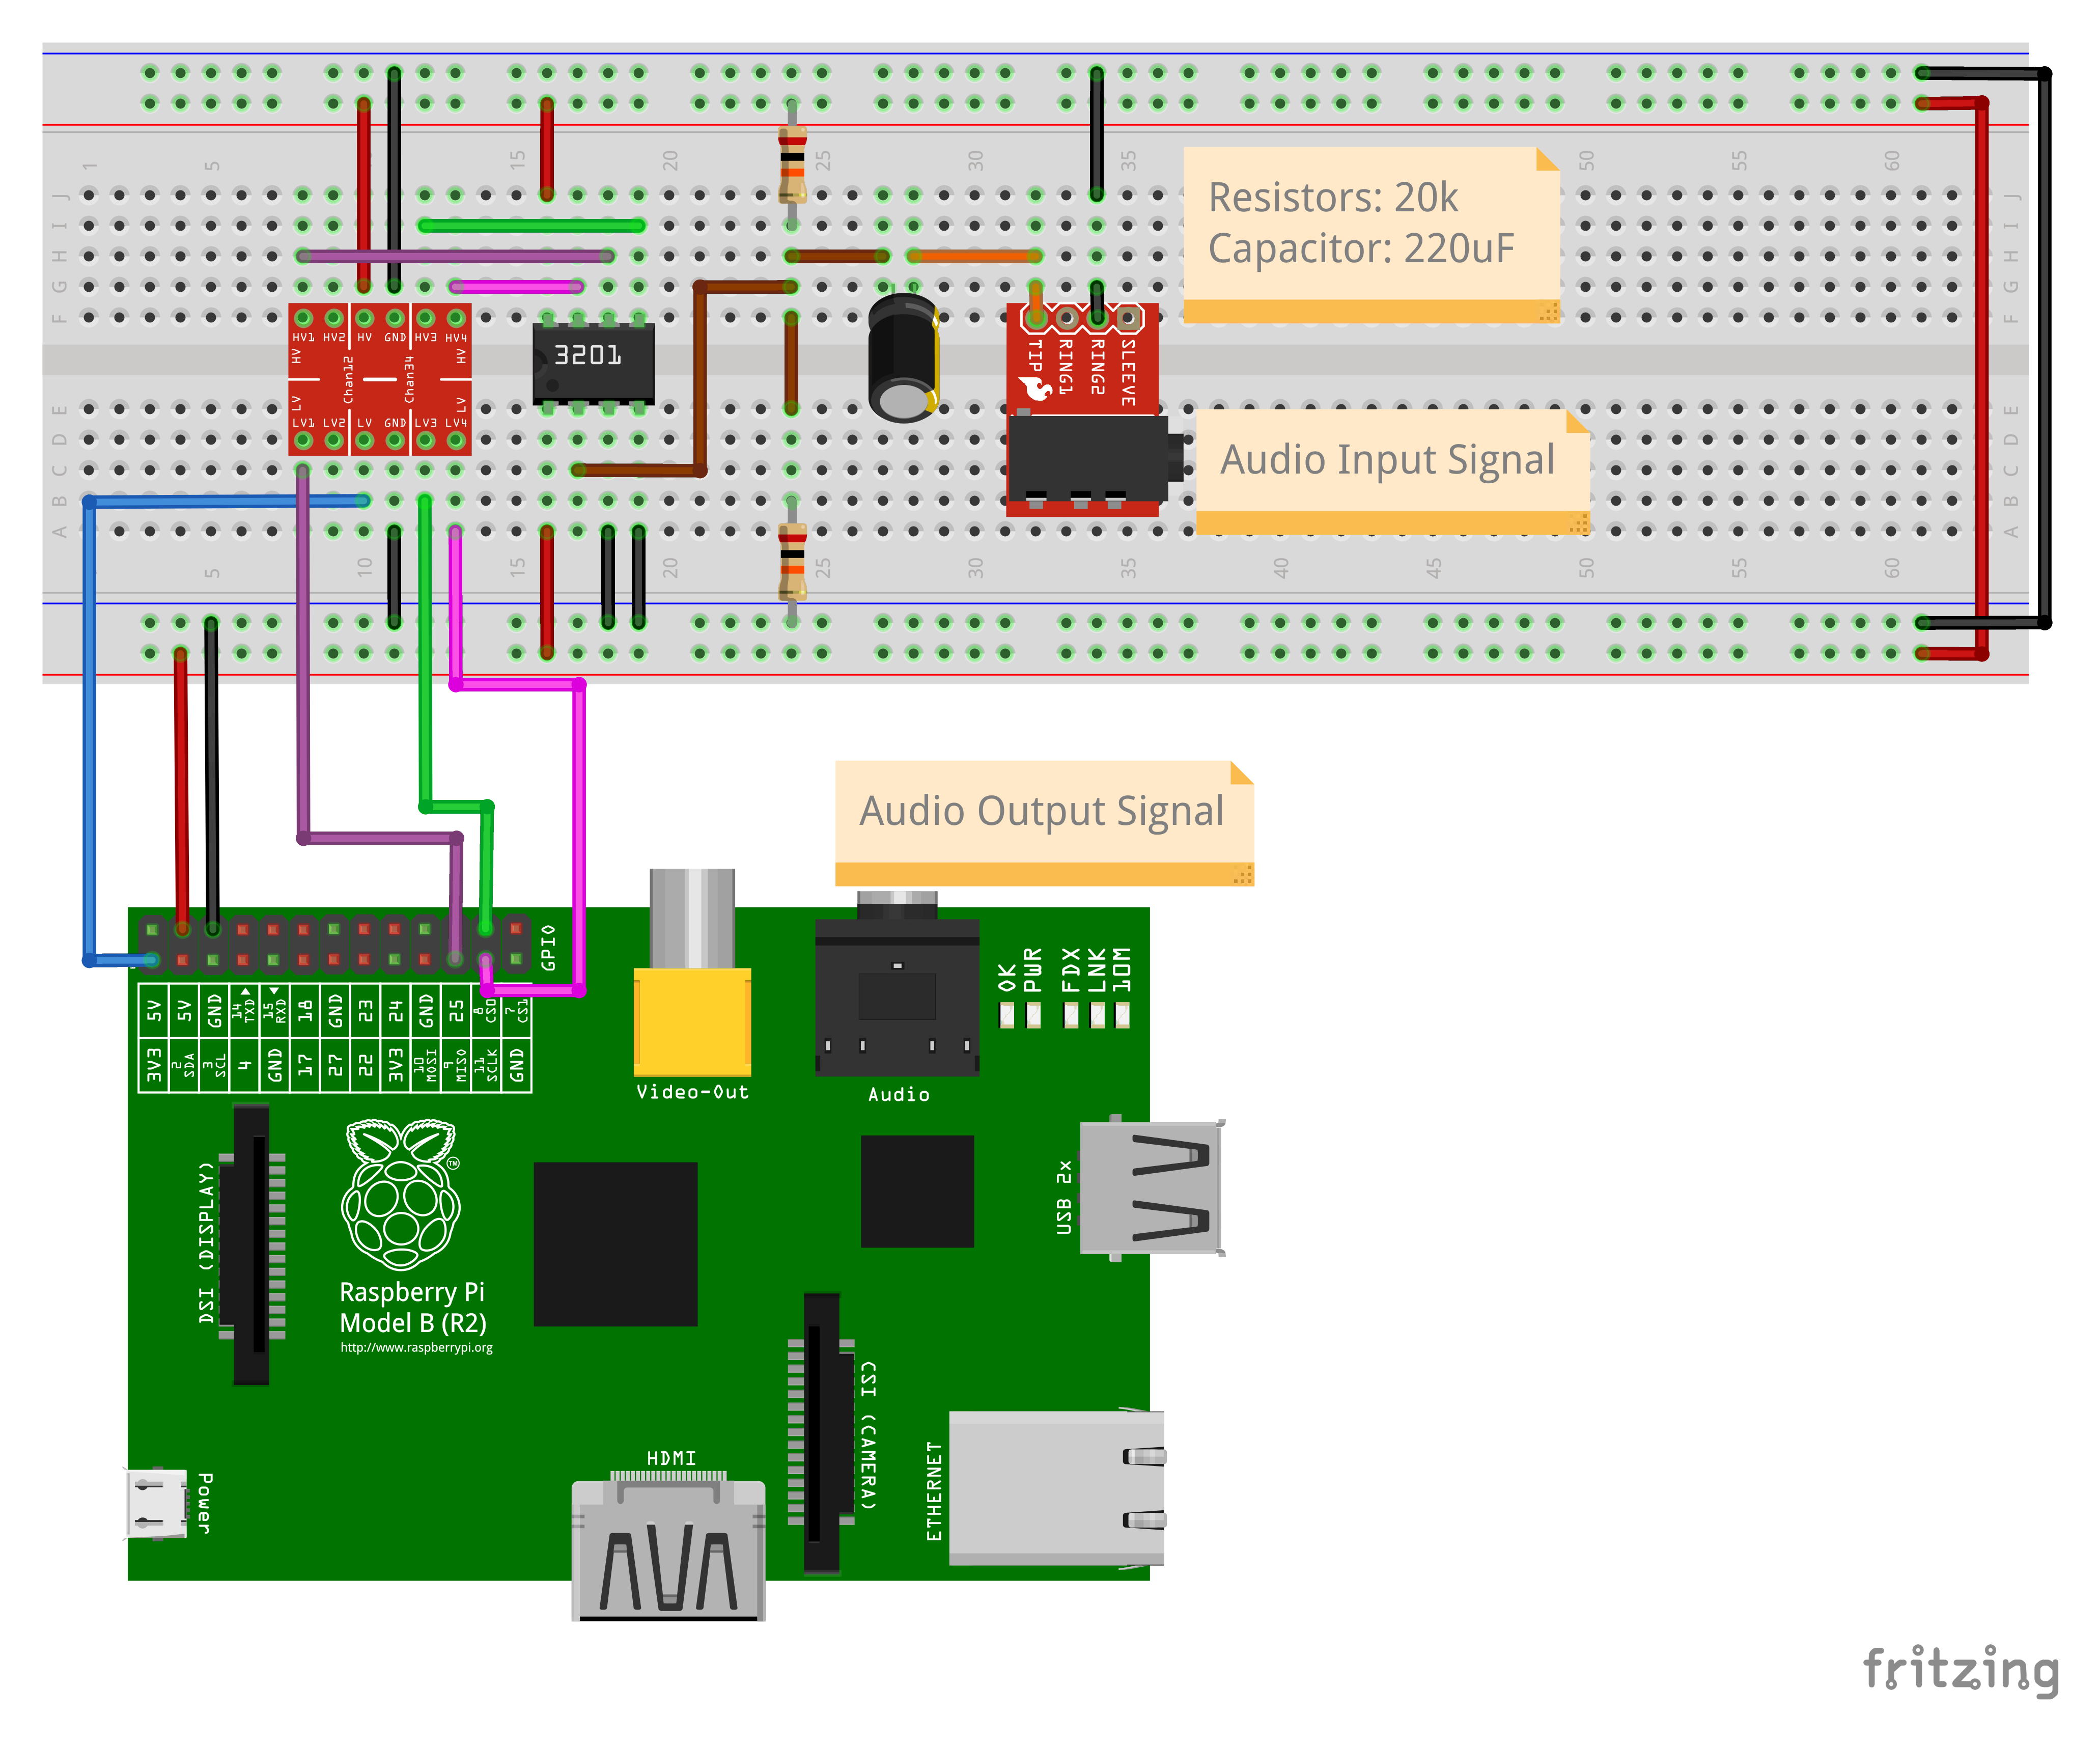 1 5 15 20 25 30 35 50 55 60
J J
I I
H H
G G
F F
Resistors: 20k
Capacitor: 220uF
HV1 HV2 HV GND HV3 HV4
HV Chan12 Chan34 HV
LV LV
LV1 LV2 LV GND LV3 LV4
3201
TIP RING1 RING2 SLEEVE
E E
D D
C C
B B
A A
Audio Input Signal
5 10 15 20 25 30 35 40 45 50 55 60
Audio Output Signal
GPIO
5V 5V GND 14 TXD 15 RXD 18 GND 23 24 GND 25 8 CS0 7 CS1
3V3 2 SDA 3 SCL 4 GND 17 27 22 3V3 10 MOSI 9 MISO 11 SCLK GND
OK PWR FDX LNK 10M
Video-Out
Audio
DSI (DISPLAY)
TM
USB 2x
Raspberry Pi
Model B (R2)
http://www.raspberrypi.org
CSI (CAMERA)
HDMI
ETHERNET
Power
fritzing